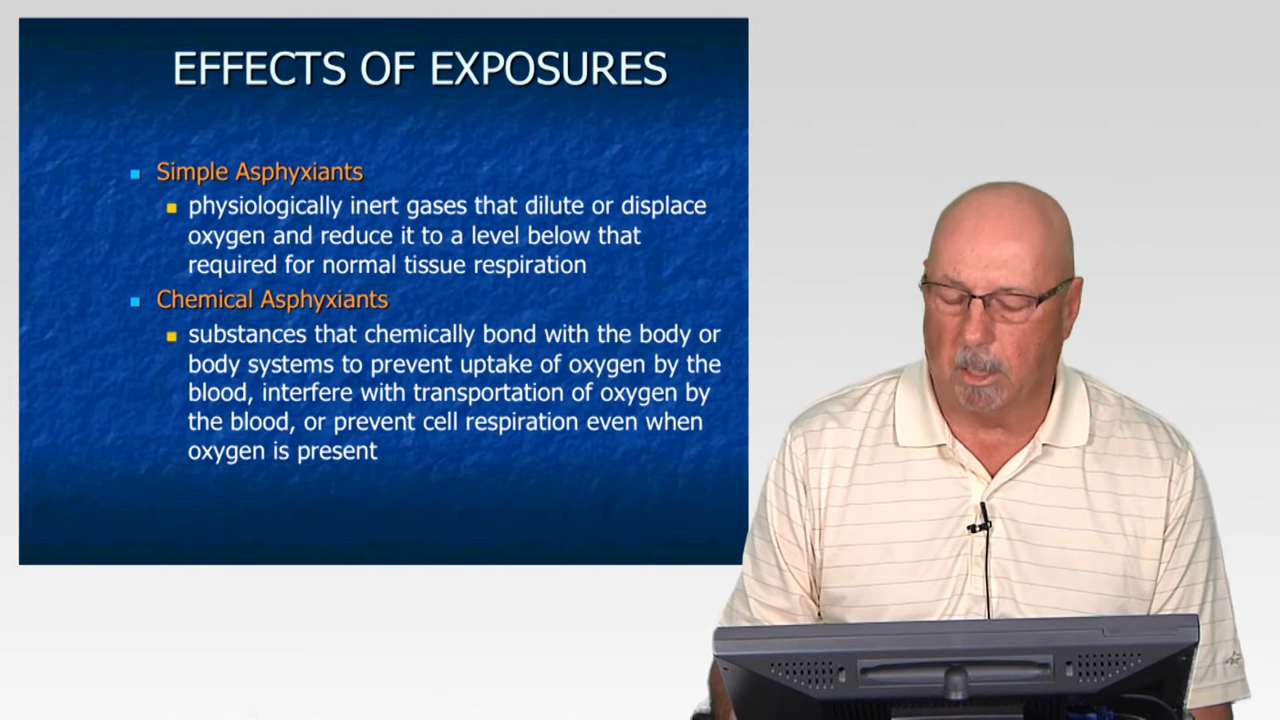 EFFECTS OF EXPOSURES
Simple Asphyxiants
physiologically inert gases that dilute or displace
oxygen and reduce it to a level below that
required for normal tissue respiration
Chemical Asphyxiants
substances that chemically bond with the body or
body systems to prevent uptake of oxygen by the
blood, interfere with transportation of oxygen by
the blood, or prevent cell respiration even when
oxygen is present